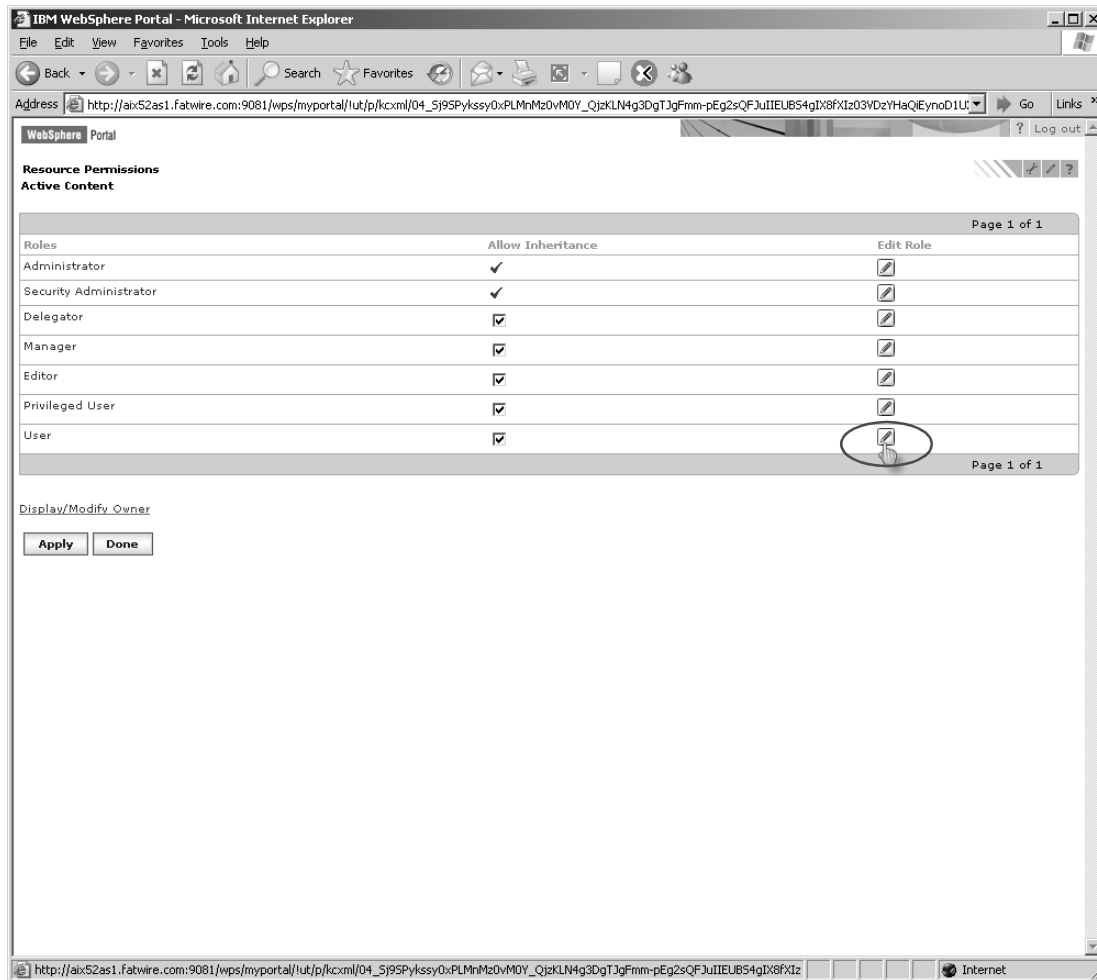 IBM WebSphere Portal - Microsoft Internet Explorer
File Edit View Favorites Tools Help
Back Search Favorites
Address http://aix52as1.fatwire.com:9081/wps/myportal/!ut/p/kcxml/04_Sj9SPykssy0xPLMnMz0vM0Y_QjzKLN4g3DgTJgFmm-pEg2sQFJuIIEUBS4gIX8fXIz03VDzYHaQiEynoD1U Go Links »
WebSphere Portal ? Log out
Resource Permissions
Active Content
?
Page 1 of 1
Roles Allow Inheritance Edit Role
Administrator
Security Administrator
Delegator
Manager
Editor
Privileged User
User
Page 1 of 1
Display/Modify Owner
Apply Done
http://aix52as1.fatwire.com:9081/wps/myportal/!ut/p/kcxml/04_Sj9SPykssy0xPLMnMz0vM0Y_QjzKLN4g3DgTJgFmm-pEg2sQFJuIIEUBS4gIX8fXIz Internet